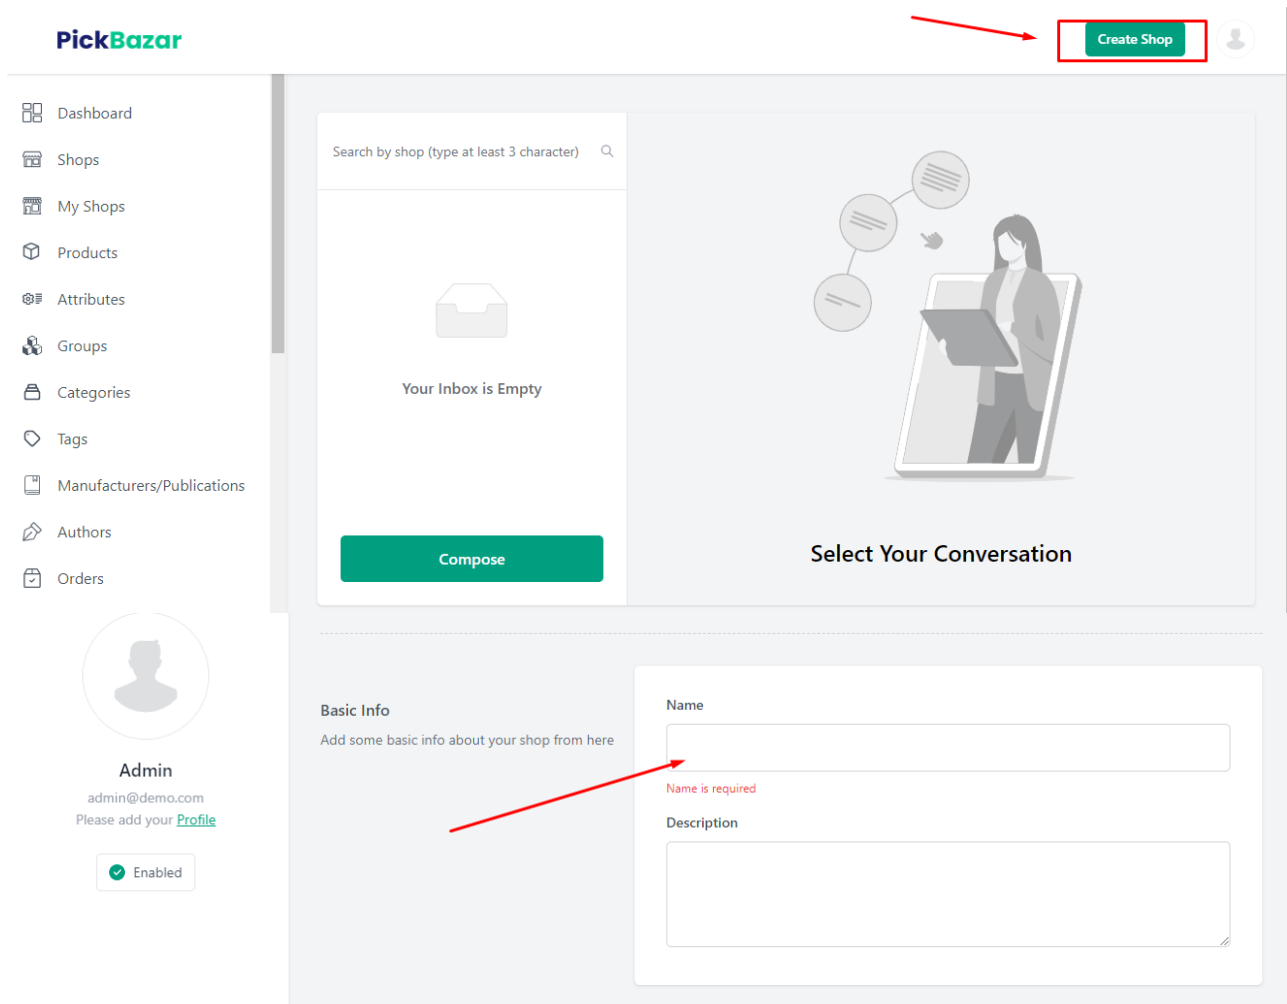 PickBazar
Create Shop
Dashboard
Shops
My Shops
Products
Attributes
Groups
Categories
Tags
Manufacturers/Publications
Authors
Orders
Search by shop (type at least 3 character)
Your Inbox is Empty
Compose
Select Your Conversation
Admin
admin@demo.com
Please add your Profile
Enabled
Basic Info
Add some basic info about your shop from here
Name
Name is required
Description